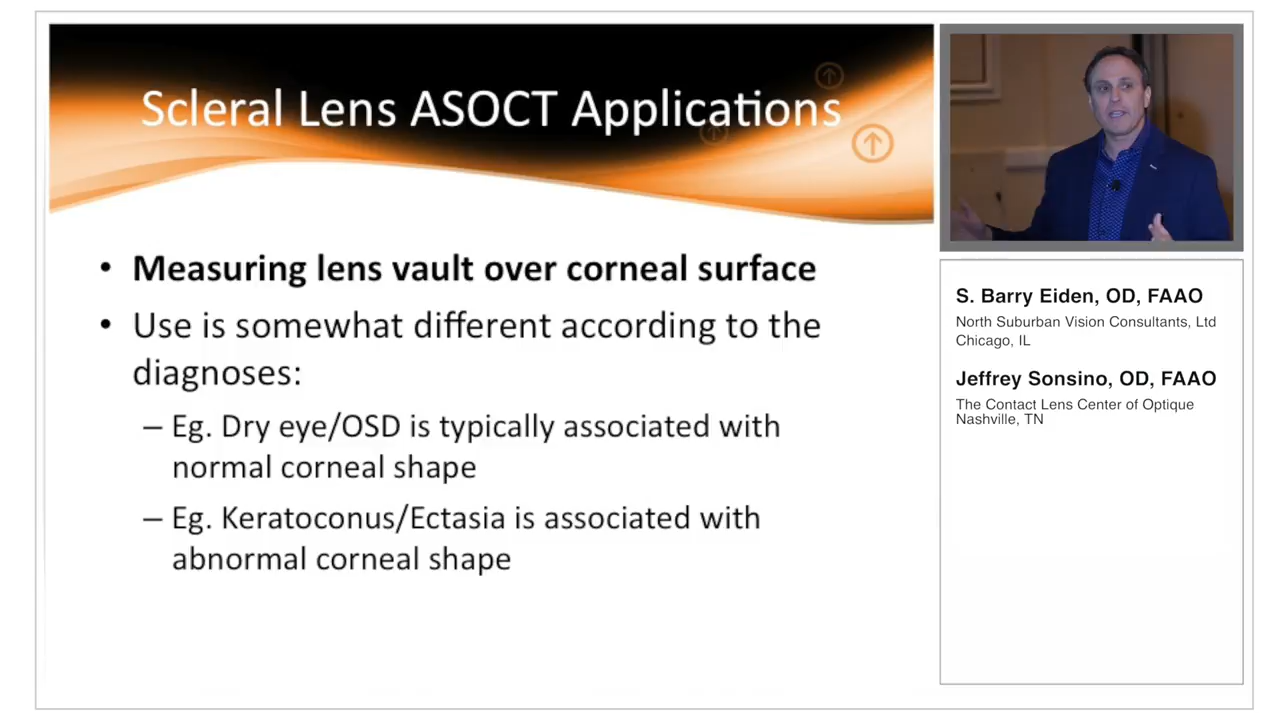 Scleral Lens ASOCT Applications
• Measuring lens vault over corneal surface
• Use is somewhat different according to the
diagnoses:
– Eg. Dry eye/OSD is typically associated with
normal corneal shape
– Eg. Keratoconus/Ectasia is associated with
abnormal corneal shape
S. Barry Eiden, OD, FAAO
North Suburban Vision Consultants, Ltd
Chicago, IL
Jeffrey Sonsino, OD, FAAO
The Contact Lens Center of Optique
Nashville, TN